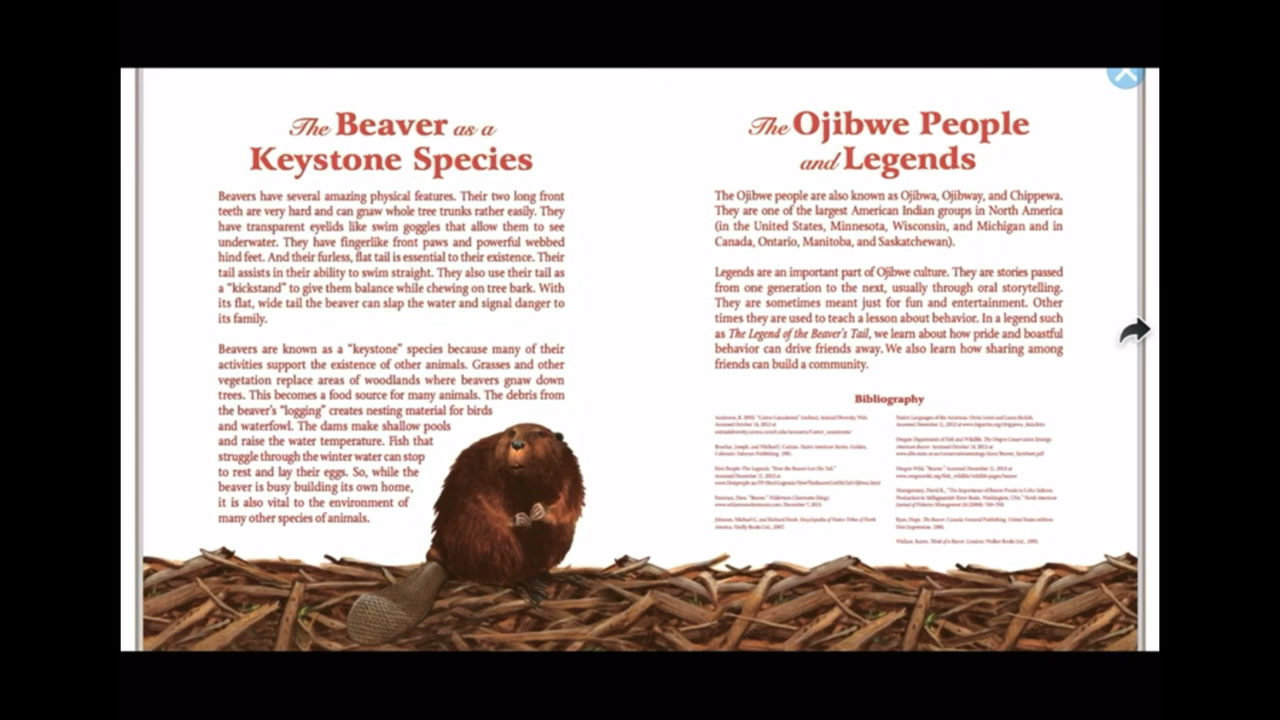 The Beaver as a
Keystone Species
Beavers have several amazing physical features. Their two long front
teeth are very hard and can gnaw whole tree trunks rather easily. They
have transparent eyelids like swim goggles that allow them to see
underwater. They have fingerlike front paws and powerful webbed
hind feet. And their furless, flat tail is essential to their existence. Their
tail assists in their ability to swim straight. They also use their tail as
a “kickstand” to give them balance while chewing on tree bark. With
its flat, wide tail the beaver can slap the water and signal danger to
its family.
Beavers are known as a “keystone” species because many of their
activities support the existence of other animals. Grasses and other
vegetation replace areas of woodlands where beavers gnaw down
trees. This becomes a food source for many animals. The debris from
the beaver’s “logging” creates nesting material for birds
and waterfowl. The dams make shallow pools
and raise the water temperature. Fish that
struggle through the winter water can stop
to rest and lay their eggs. So, while the
beaver is busy building its own home,
it is also vital to the environment of
many other species of animals.
The Ojibwe People
and Legends
The Ojibwe people are also known as Ojibwa, Ojibway, and Chippewa.
They are one of the largest American Indian groups in North America
(in the United States, Minnesota, Wisconsin, and Michigan and in
Canada, Ontario, Manitoba, and Saskatchewan).
Legends are an important part of Ojibwe culture. They are stories passed
from one generation to the next, usually through oral storytelling.
They are sometimes meant just for fun and entertainment. Other
times they are used to teach a lesson about behavior. In a legend such
as The Legend of the Beaver’s Tail, we learn about how pride and boastful
behavior can drive friends away. We also learn how sharing among
friends can build a community.
Bibliography